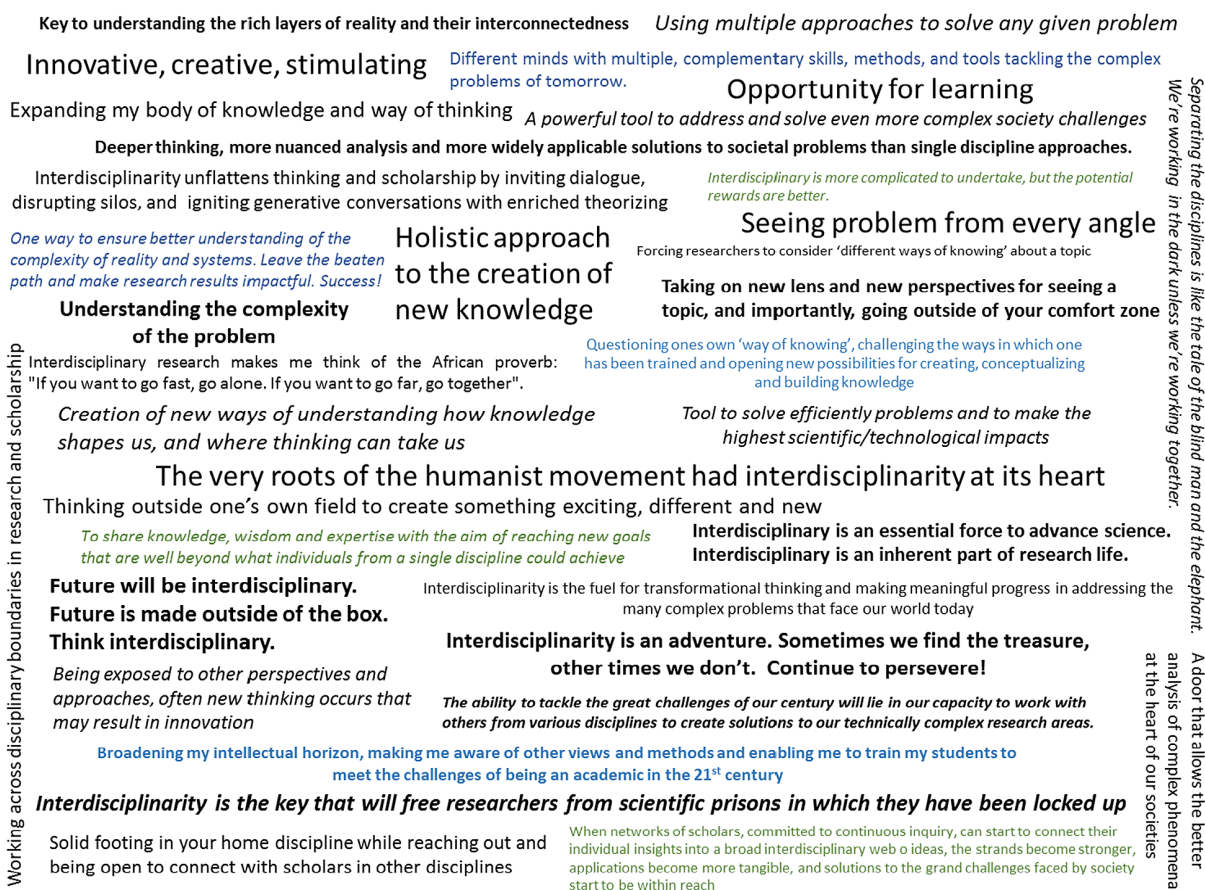 Key to understanding the rich layers of reality and their interconnectedness
Using multiple approaches to solve any given problem
Innovative, creative, stimulating
Different minds with multiple, complementary skills, methods, and tools tackling the complex
problems of tomorrow.
Opportunity for learning
Expanding my body of knowledge and way of thinking
A powerful tool to address and solve even more complex society challenges
Deeper thinking, more nuanced analysis and more widely applicable solutions to societal problems than single discipline approaches.
Interdisciplinarity unflattens thinking and scholarship by inviting dialogue,
disrupting silos, and igniting generative conversations with enriched theorizing
Interdisciplinary is more complicated to undertake, but the potential
rewards are better.
Seeing problem from every angle
One way to ensure better understanding of the
complexity of reality and systems. Leave the beaten
path and make research results impactful. Success!
Holistic approach
to the creation of
new knowledge
Forcing researchers to consider ‘different ways of knowing’ about a topic
Taking on new lens and new perspectives for seeing a
topic, and importantly, going outside of your comfort zone
Understanding the complexity
of the problem
Interdisciplinary research makes me think of the African proverb:
"If you want to go fast, go alone. If you want to go far, go together".
Questioning ones own ‘way of knowing’, challenging the ways in which one
has been trained and opening new possibilities for creating, conceptualizing
and building knowledge
Creation of new ways of understanding how knowledge
shapes us, and where thinking can take us
Tool to solve efficiently problems and to make the
highest scientific/technological impacts
The very roots of the humanist movement had interdisciplinarity at its heart
Thinking outside one’s own field to create something exciting, different and new
To share knowledge, wisdom and expertise with the aim of reaching new goals
that are well beyond what individuals from a single discipline could achieve
Interdisciplinary is an essential force to advance science.
Interdisciplinary is an inherent part of research life.
Future will be interdisciplinary.
Future is made outside of the box.
Think interdisciplinary.
Interdisciplinarity is the fuel for transformational thinking and making meaningful progress in addressing the
many complex problems that face our world today
Interdisciplinarity is an adventure. Sometimes we find the treasure,
other times we don’t. Continue to persevere!
Being exposed to other perspectives and
approaches, often new thinking occurs that
may result in innovation
The ability to tackle the great challenges of our century will lie in our capacity to work with
others from various disciplines to create solutions to our technically complex research areas.
Broadening my intellectual horizon, making me aware of other views and methods and enabling me to train my students to
meet the challenges of being an academic in the 21st century
Interdisciplinarity is the key that will free researchers from scientific prisons in which they have been locked up
Solid footing in your home discipline while reaching out and
being open to connect with scholars in other disciplines
When networks of scholars, committed to continuous inquiry, can start to connect their
individual insights into a broad interdisciplinary web o ideas, the strands become stronger,
applications become more tangible, and solutions to the grand challenges faced by society
start to be within reach
Working across disciplinary boundaries in research and scholarship
Separating the disciplines is like the tale of the blind man and the elephant.
We’re working in the dark unless we’re working together.
A door that allows the better
analysis of complex phenomena
at the heart of our societies